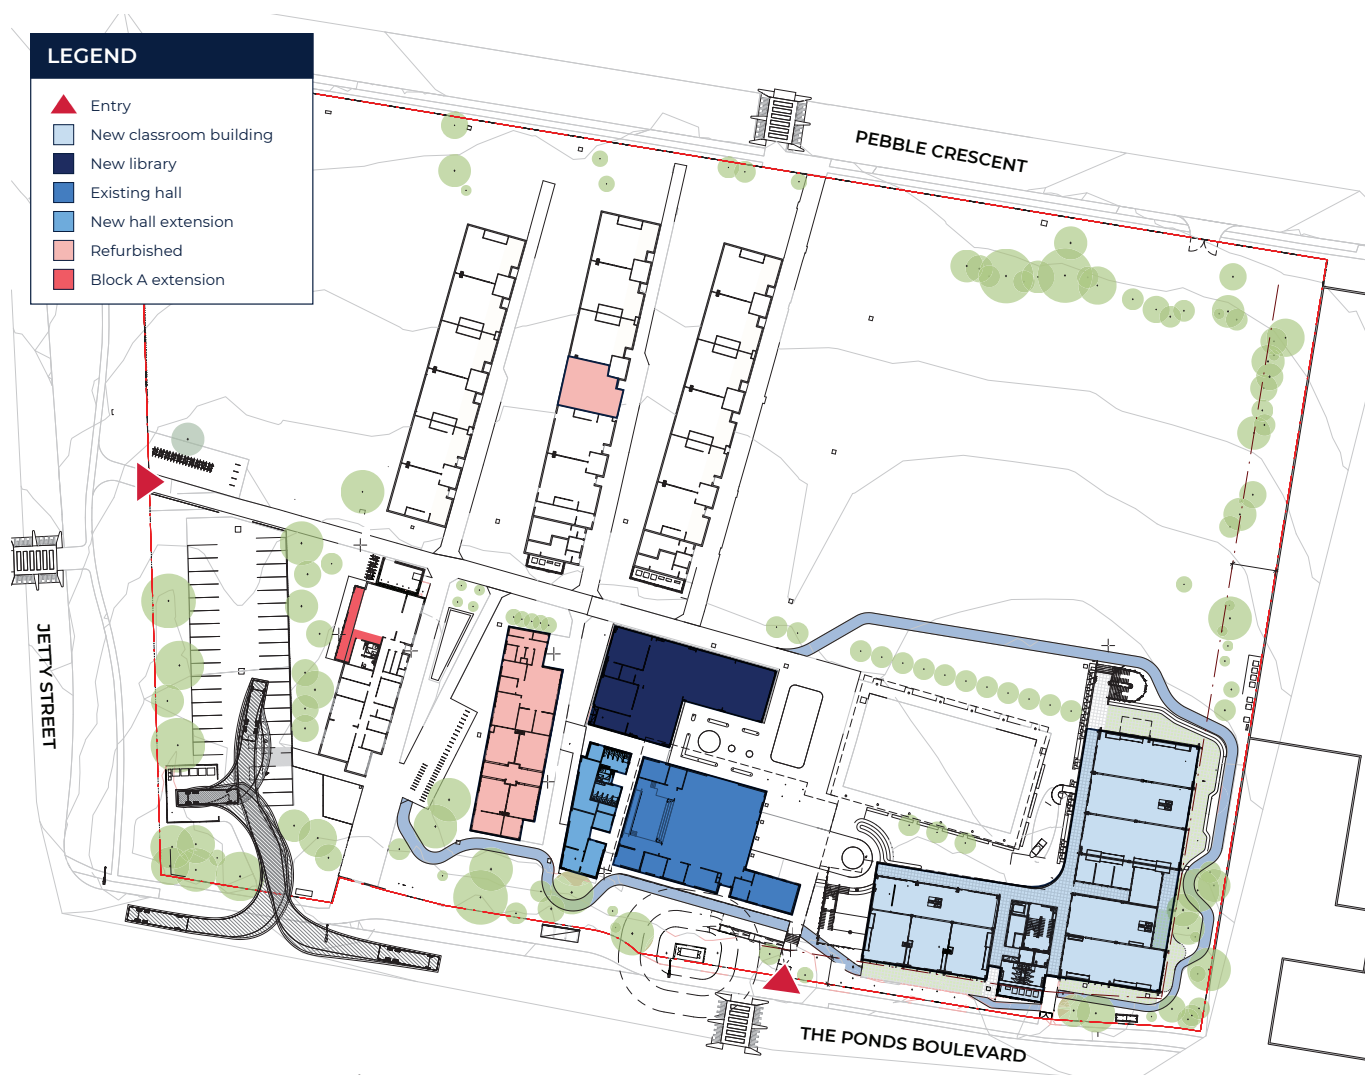 LEGEND
Entry
New classroom building
New library
Existing hall
New hall extension
Refurbished
Block A extension
PEBBLE CRESCENT
JETTY STREET
THE PONDS BOULEVARD